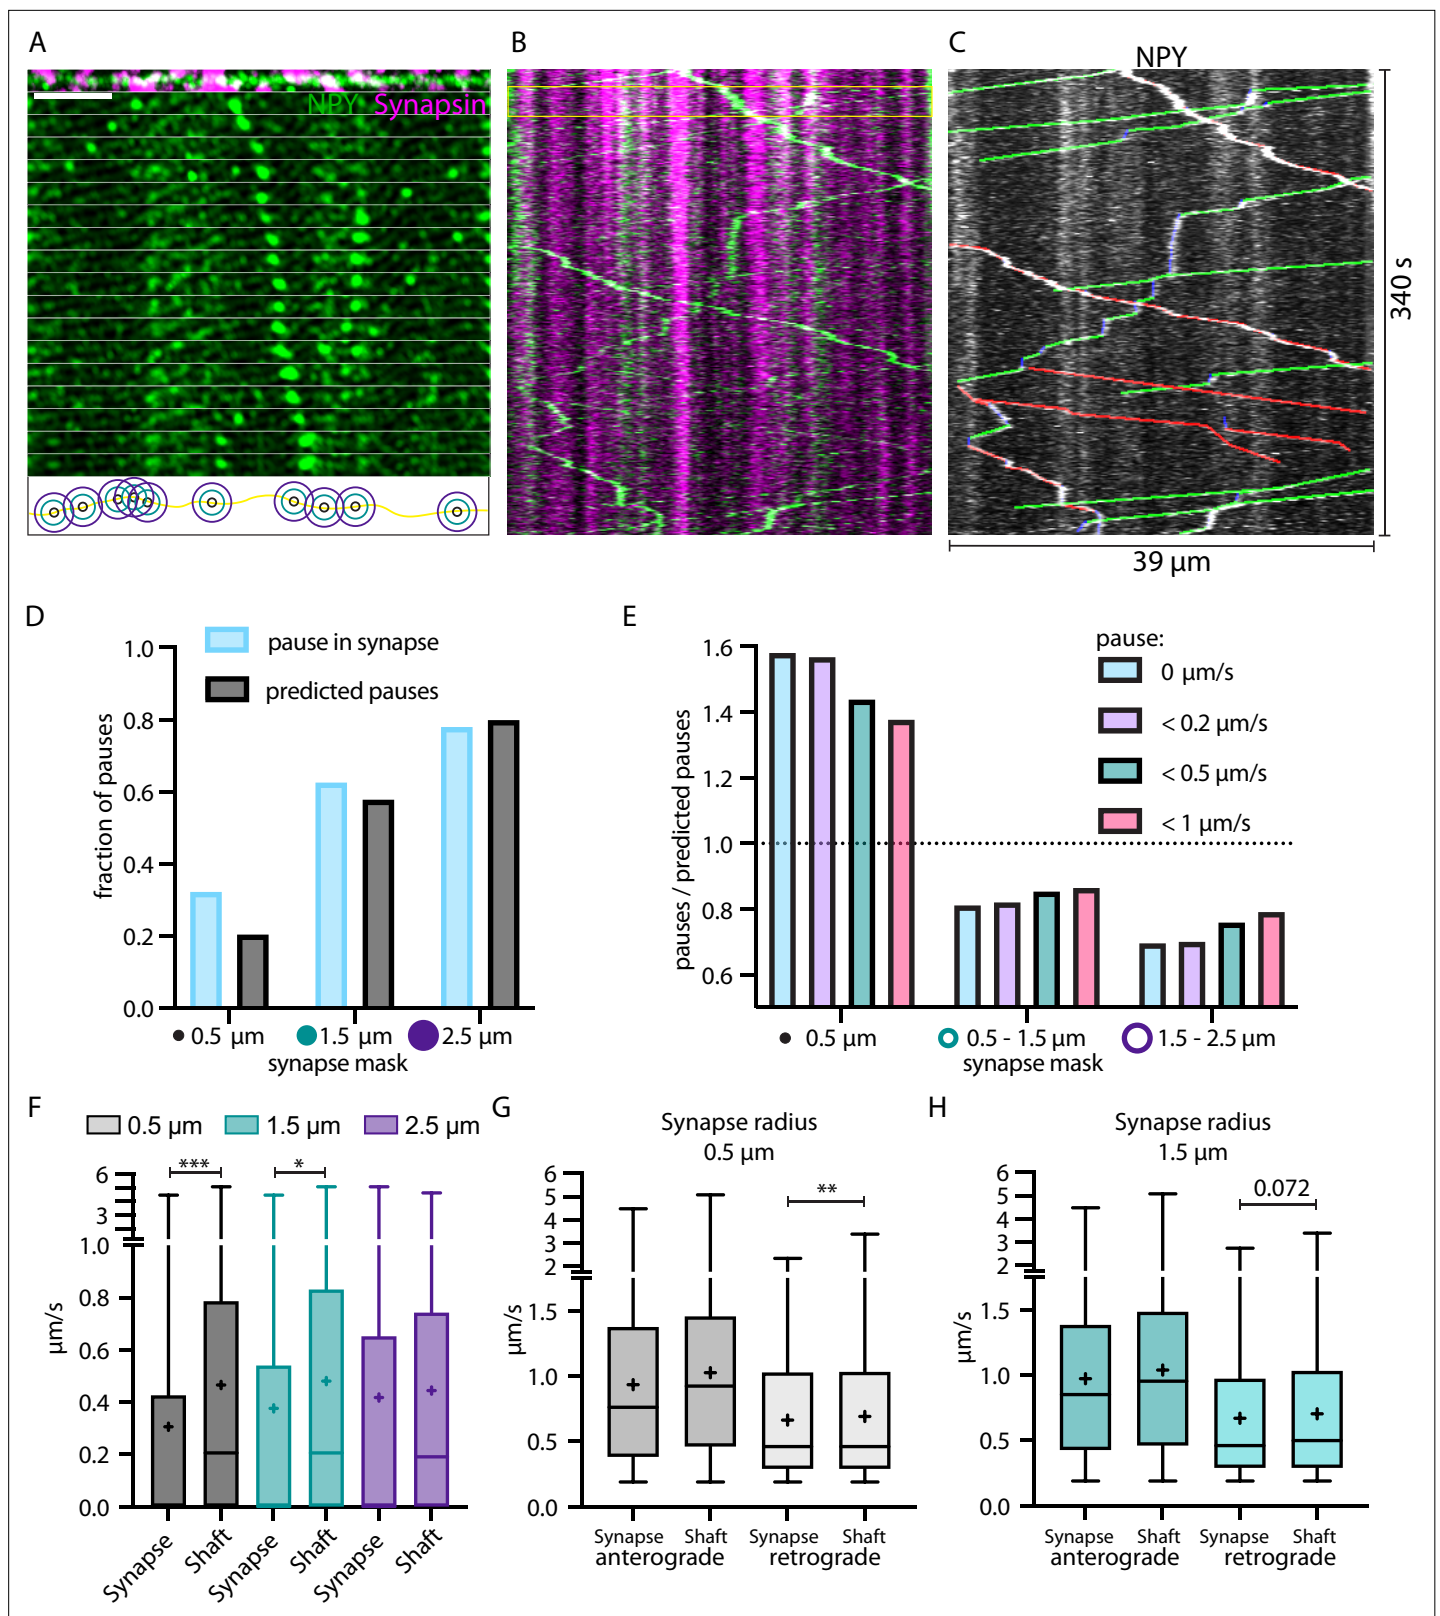 A
B
C
NPY
NPY Synapsin
340 s
39 µm
D
1.0
0.8
0.6
0.4
0.2
0.0
fraction of pauses
pause in synapse
predicted pauses
0.5 µm
1.5 µm
2.5 µm
synapse mask
E
1.6
1.4
1.2
1.0
0.8
0.6
pauses / predicted pauses
pause:
0 µm/s
< 0.2 µm/s
< 0.5 µm/s
< 1 µm/s
0.5 µm
0.5 - 1.5 µm
1.5 - 2.5 µm
synapse mask
F
0.5 µm
1.5 µm
2.5 µm
***
*
6
3
1.0
0.8
0.6
0.4
0.2
0.0
µm/s
Synapse
Shaft
Synapse
Shaft
Synapse
Shaft
G
Synapse radius
0.5 µm
**
6
5
4
3
2
1.5
1.0
0.5
0.0
µm/s
Synapse Shaft Synapse Shaft
anterograde retrograde
H
Synapse radius
1.5 µm
0.072
6
5
4
3
2
1.5
1.0
0.5
0.0
µm/s
Synapse Shaft Synapse Shaft
anterograde retrograde